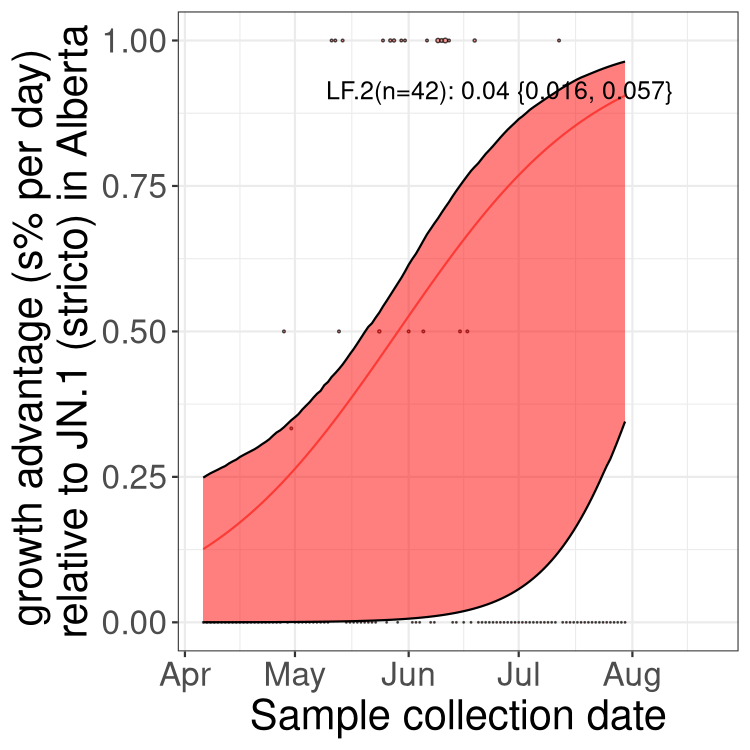 growth advantage (s% per day)
relative to JN.1 (stricto) in Alberta
1.00
0.75
0.50
0.25
0.00
LF.2(n=42): 0.04 {0.016, 0.057}
Apr May Jun Jul Aug
Sample collection date